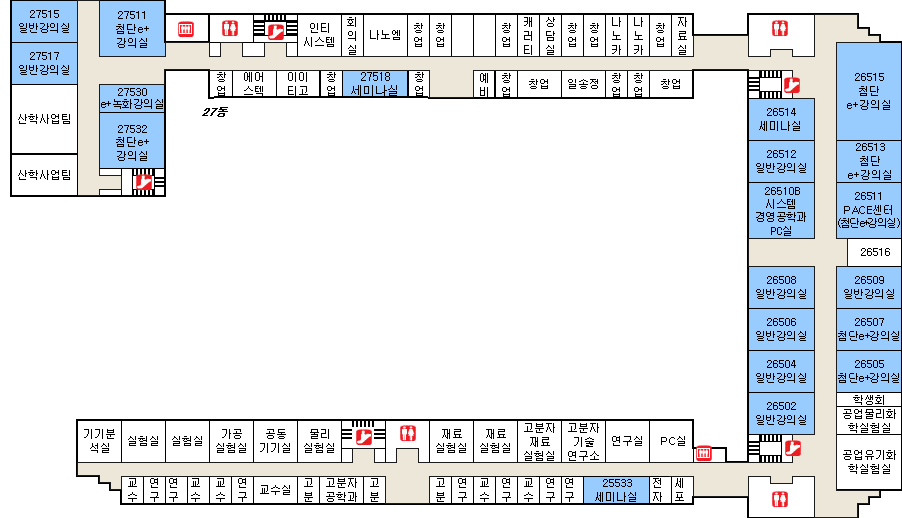 27515
일반강의실
27511
첨단e+
강의실
인티
시스템
회
의
실
나노엠
창
업
창
업
창
업
캐
러
티
상
담
실
창
업
창
업
나
노
카
나
노
카
창
업
자
료
실
27517
일반강의실
산학사업팀
27530
e+녹화강의실
27532
첨단e+
강의실
산학사업팀
창
업
에어
스텍
이이
티고
창
업
27518
세미나실
창
업
예
비
창
업
창업
일송정
창
업
창
업
창업
27동
26515
첨단
e+강의실
26514
세미나실
26512
일반강의실
26513
첨단
e+강의실
26510B
시스템
경영공학과
PC실
26511
PACE센터
(첨단e+강의실)
26516
26508
일반강의실
26509
일반강의실
26506
일반강의실
26507
첨단e+강의실
26504
일반강의실
26505
첨단e+강의실
26502
일반강의실
학생회
공업물리화
학실험실
공업유기화
학실험실
기기분
석실
실험실
실험실
가공
실험실
공동
기기실
물리
실험실
재료
실험실
재료
실험실
고분자
재료
실험실
고분자
기술
연구소
연구실
PC실
교
수
연
구
연
구
교
수
교
수
연
구
교수실
고
분
고분자
공학과
고
분
고
분
연
구
교
수
교
수
연
구
연
구
25533
세미나실
전
자
세
포